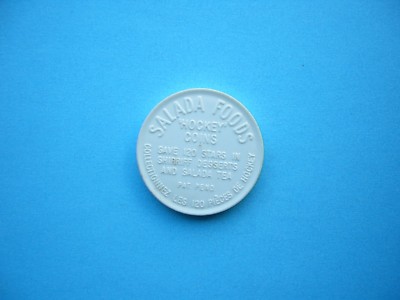 SALADA FOODS
"HOCKEY"
COINS
SAVE 120 STARS IN
SHIRRIFF DESSERTS
AND SALADA TEA
PAT. PEND.
COLLECTIONNEZ LES 120 PIÈCES DE HOCKEY